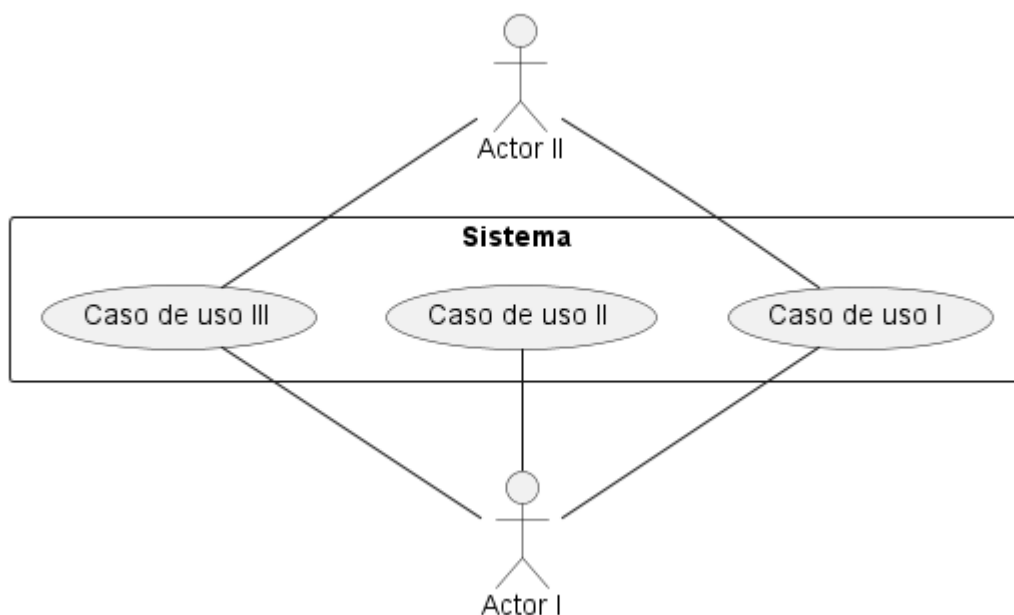 Actor II
Sistema
Caso de uso III
Caso de uso II
Caso de uso I
Actor I